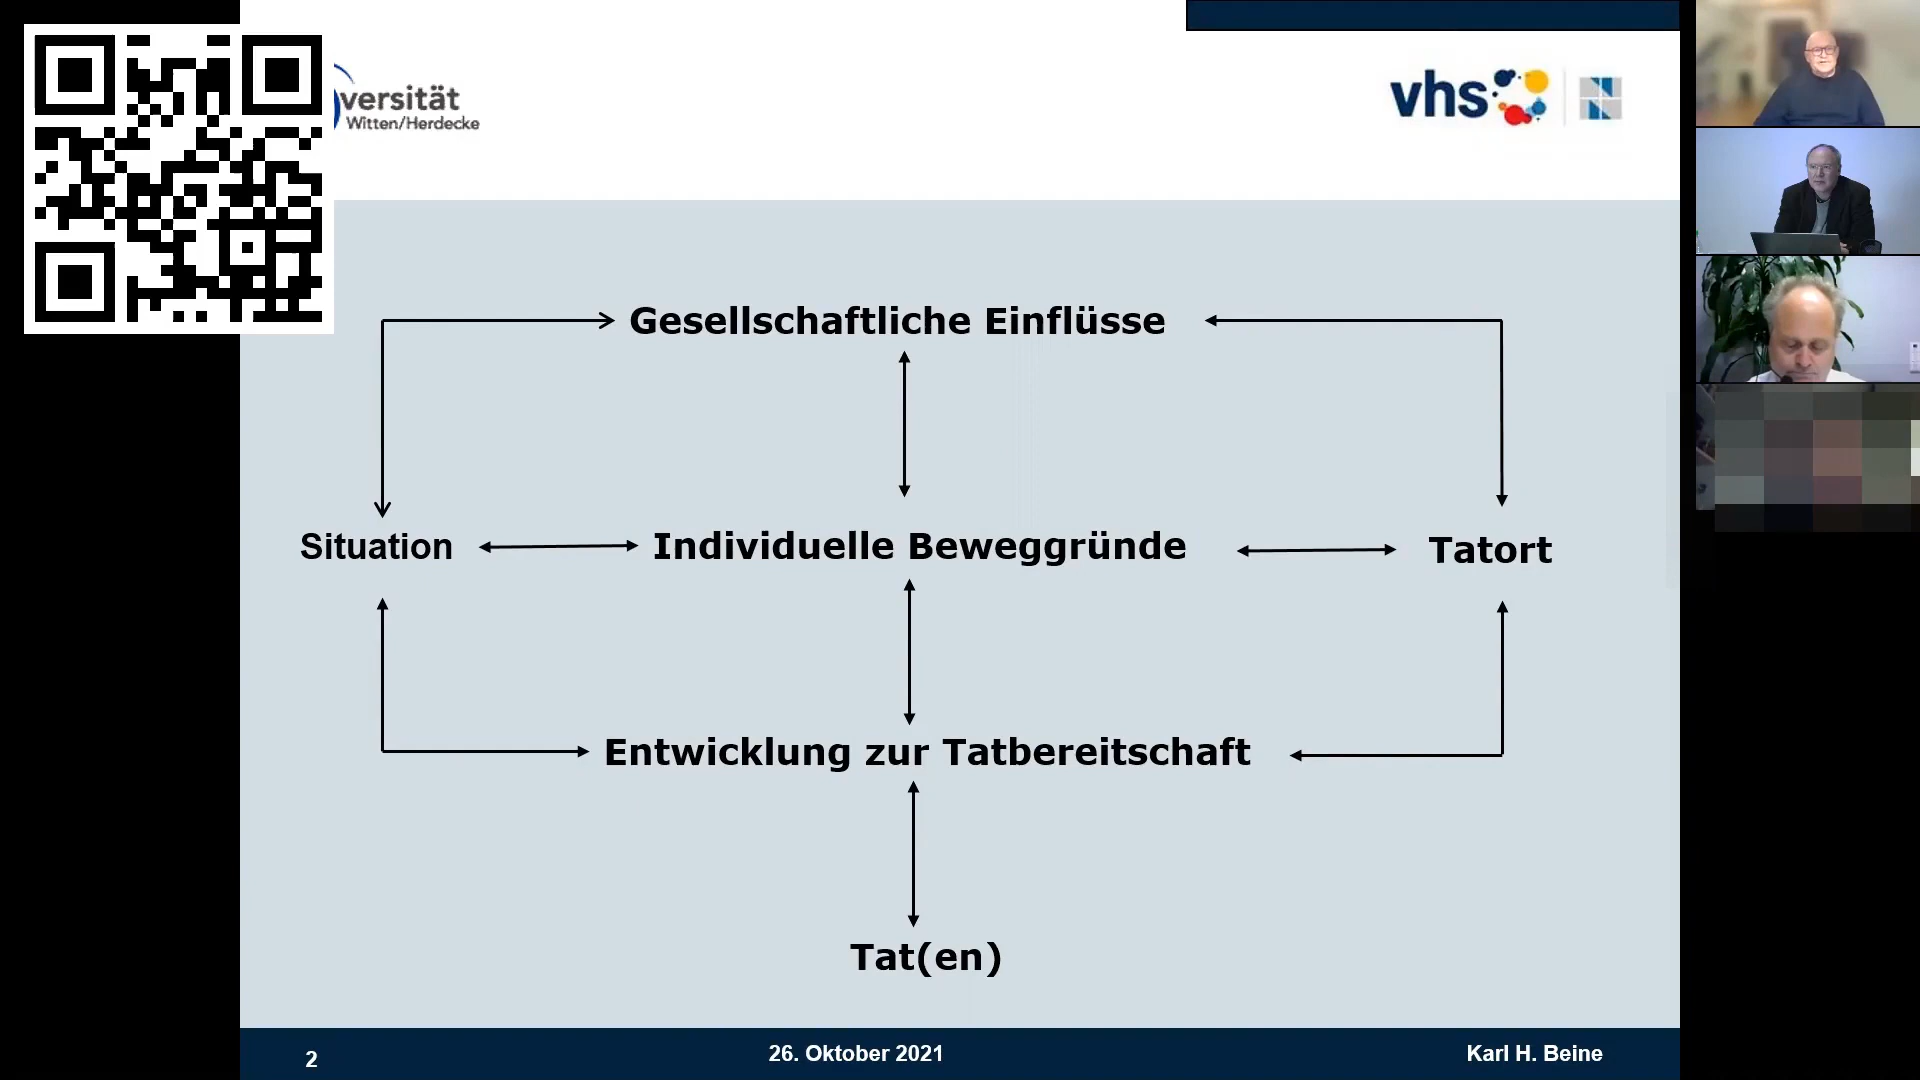 versität
Witten/Herdecke
vhs
Gesellschaftliche Einflüsse
Situation
Individuelle Beweggründe
Tatort
Entwicklung zur Tatbereitschaft
Tat(en)
2
26. Oktober 2021
Karl H. Beine